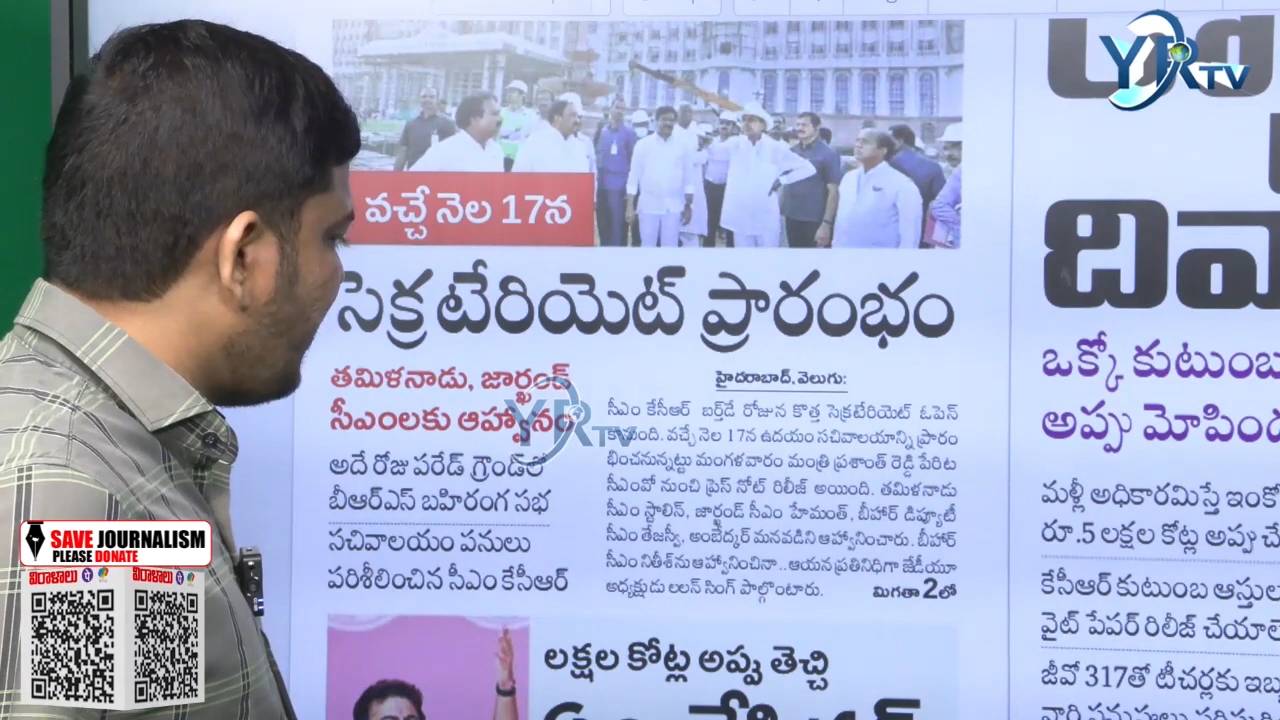 YRTV
వచ్చే నెల 17న
సెక్రటేరియెట్ ప్రారంభం
తమిళనాడు, జార్ఖండ్
సీఎంలకు ఆహ్వానం
అదే రోజు పరేడ్ గ్రౌండ్‌లో
బీఆర్ఎస్ బహిరంగ సభ
సచివాలయం పనులు
పరిశీలించిన సీఎం కేసీఆర్
హైదరాబాద్, వెలుగు:
సీఎం కేసీఆర్ బర్త్‌డే రోజున కొత్త సెక్రటేరియెట్ ఓపెన్
కానుంది. వచ్చే నెల 17న ఉదయం సచివాలయాన్ని ప్రారం
భించనున్నట్టు మంగళవారం మంత్రి ప్రశాంత్ రెడ్డి పేరిట
సీఎంవో నుంచి ప్రెస్ నోట్ రిలీజ్ అయింది. తమిళనాడు
సీఎం స్టాలిన్, జార్ఖండ్ సీఎం హేమంత్, బీహార్ డిప్యూటీ
సీఎం తేజస్వీ, అంబేద్కర్ మనవడిని ఆహ్వానించారు. బీహార్
సీఎం నితీశ్‌ను ఆహ్వానించినా.. ఆయన ప్రతినిధిగా జేడీయూ
అధ్యక్షుడు లలన్ సింగ్ పాల్గొంటారు. మిగతా 2లో
YRTV
లక్షల కోట్ల అప్పు తెచ్చి
ఒక్కో కుటుంబ
అప్పు మోపిండ
మళ్లీ అధికారమిస్తే ఇంకో
రూ.5 లక్షల కోట్ల అప్పు చే
కేసీఆర్ కుటుంబ ఆస్తుల
వైట్ పేపర్ రిలీజ్ చేయాలె
జీవో 317తో టీచర్లకు ఇబ
SAVE JOURNALISM
PLEASE DONATE
విరాళాలు
విరాళాలు